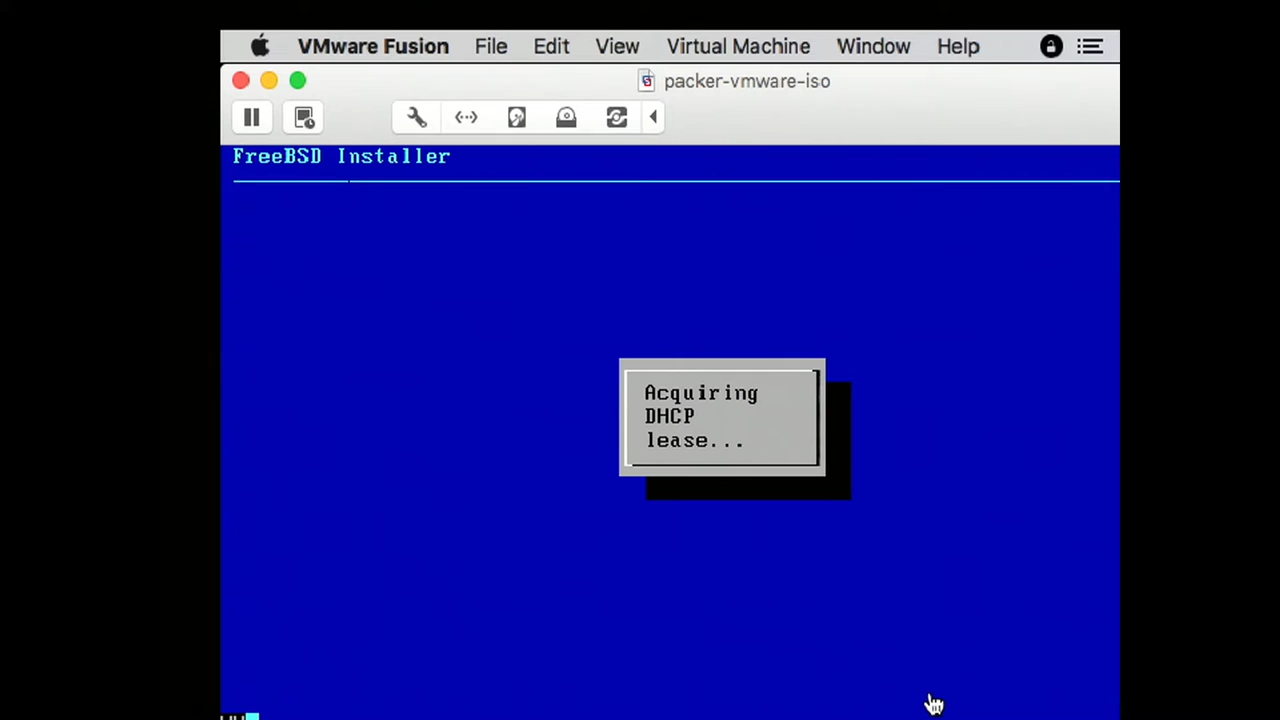 VMware Fusion File Edit View Virtual Machine Window Help
packer-vmware-iso
FreeBSD Installer
Acquiring
DHCP
lease...